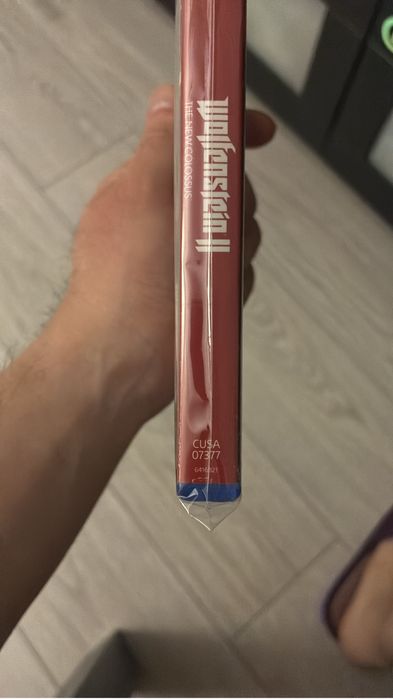 Wolfenstein II
THE NEW COLOSSUS
CUSA
07377